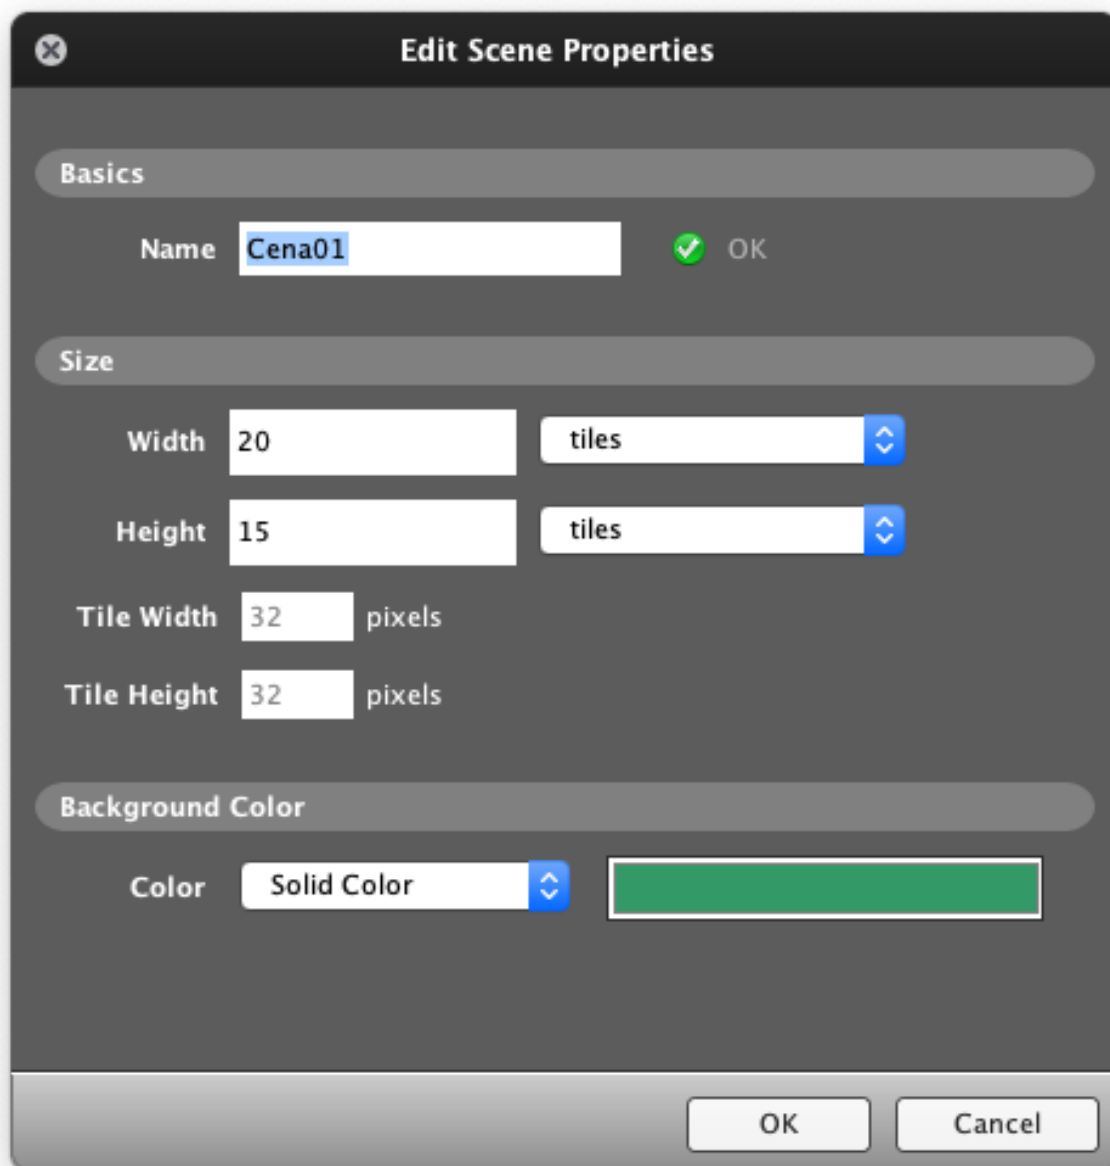 Edit Scene Properties
Basics
Name Cena01 OK
Size
Width 20 tiles
Height 15 tiles
Tile Width 32 pixels
Tile Height 32 pixels
Background Color
Color Solid Color
OK Cancel